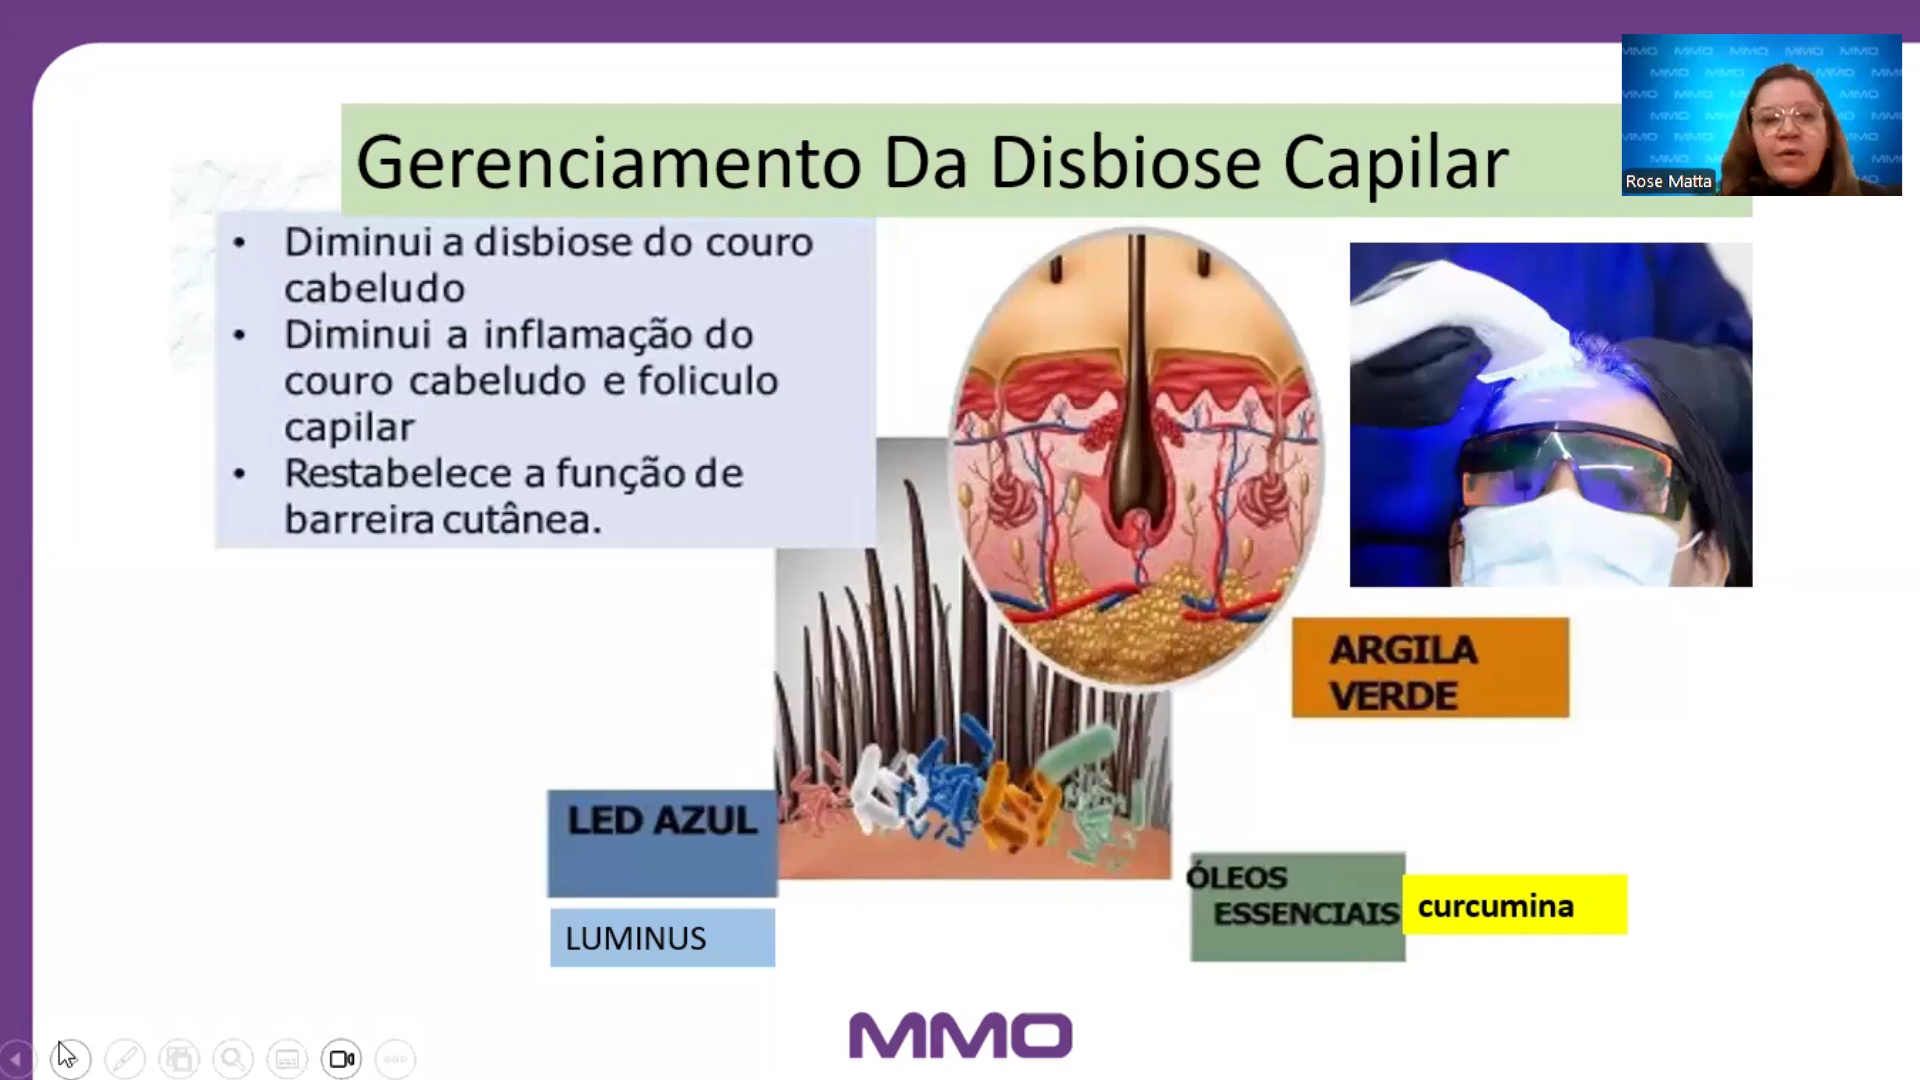 Gerenciamento Da Disbiose Capilar
Rose Matta
• Diminui a disbiose do couro
cabeludo
• Diminui a inflamação do
couro cabeludo e foliculo
capilar
• Restabelece a função de
barreira cutânea.
ARGILA
VERDE
LED AZUL
LUMINUS
ÓLEOS
ESSENCIAIS
curcumina
MMO